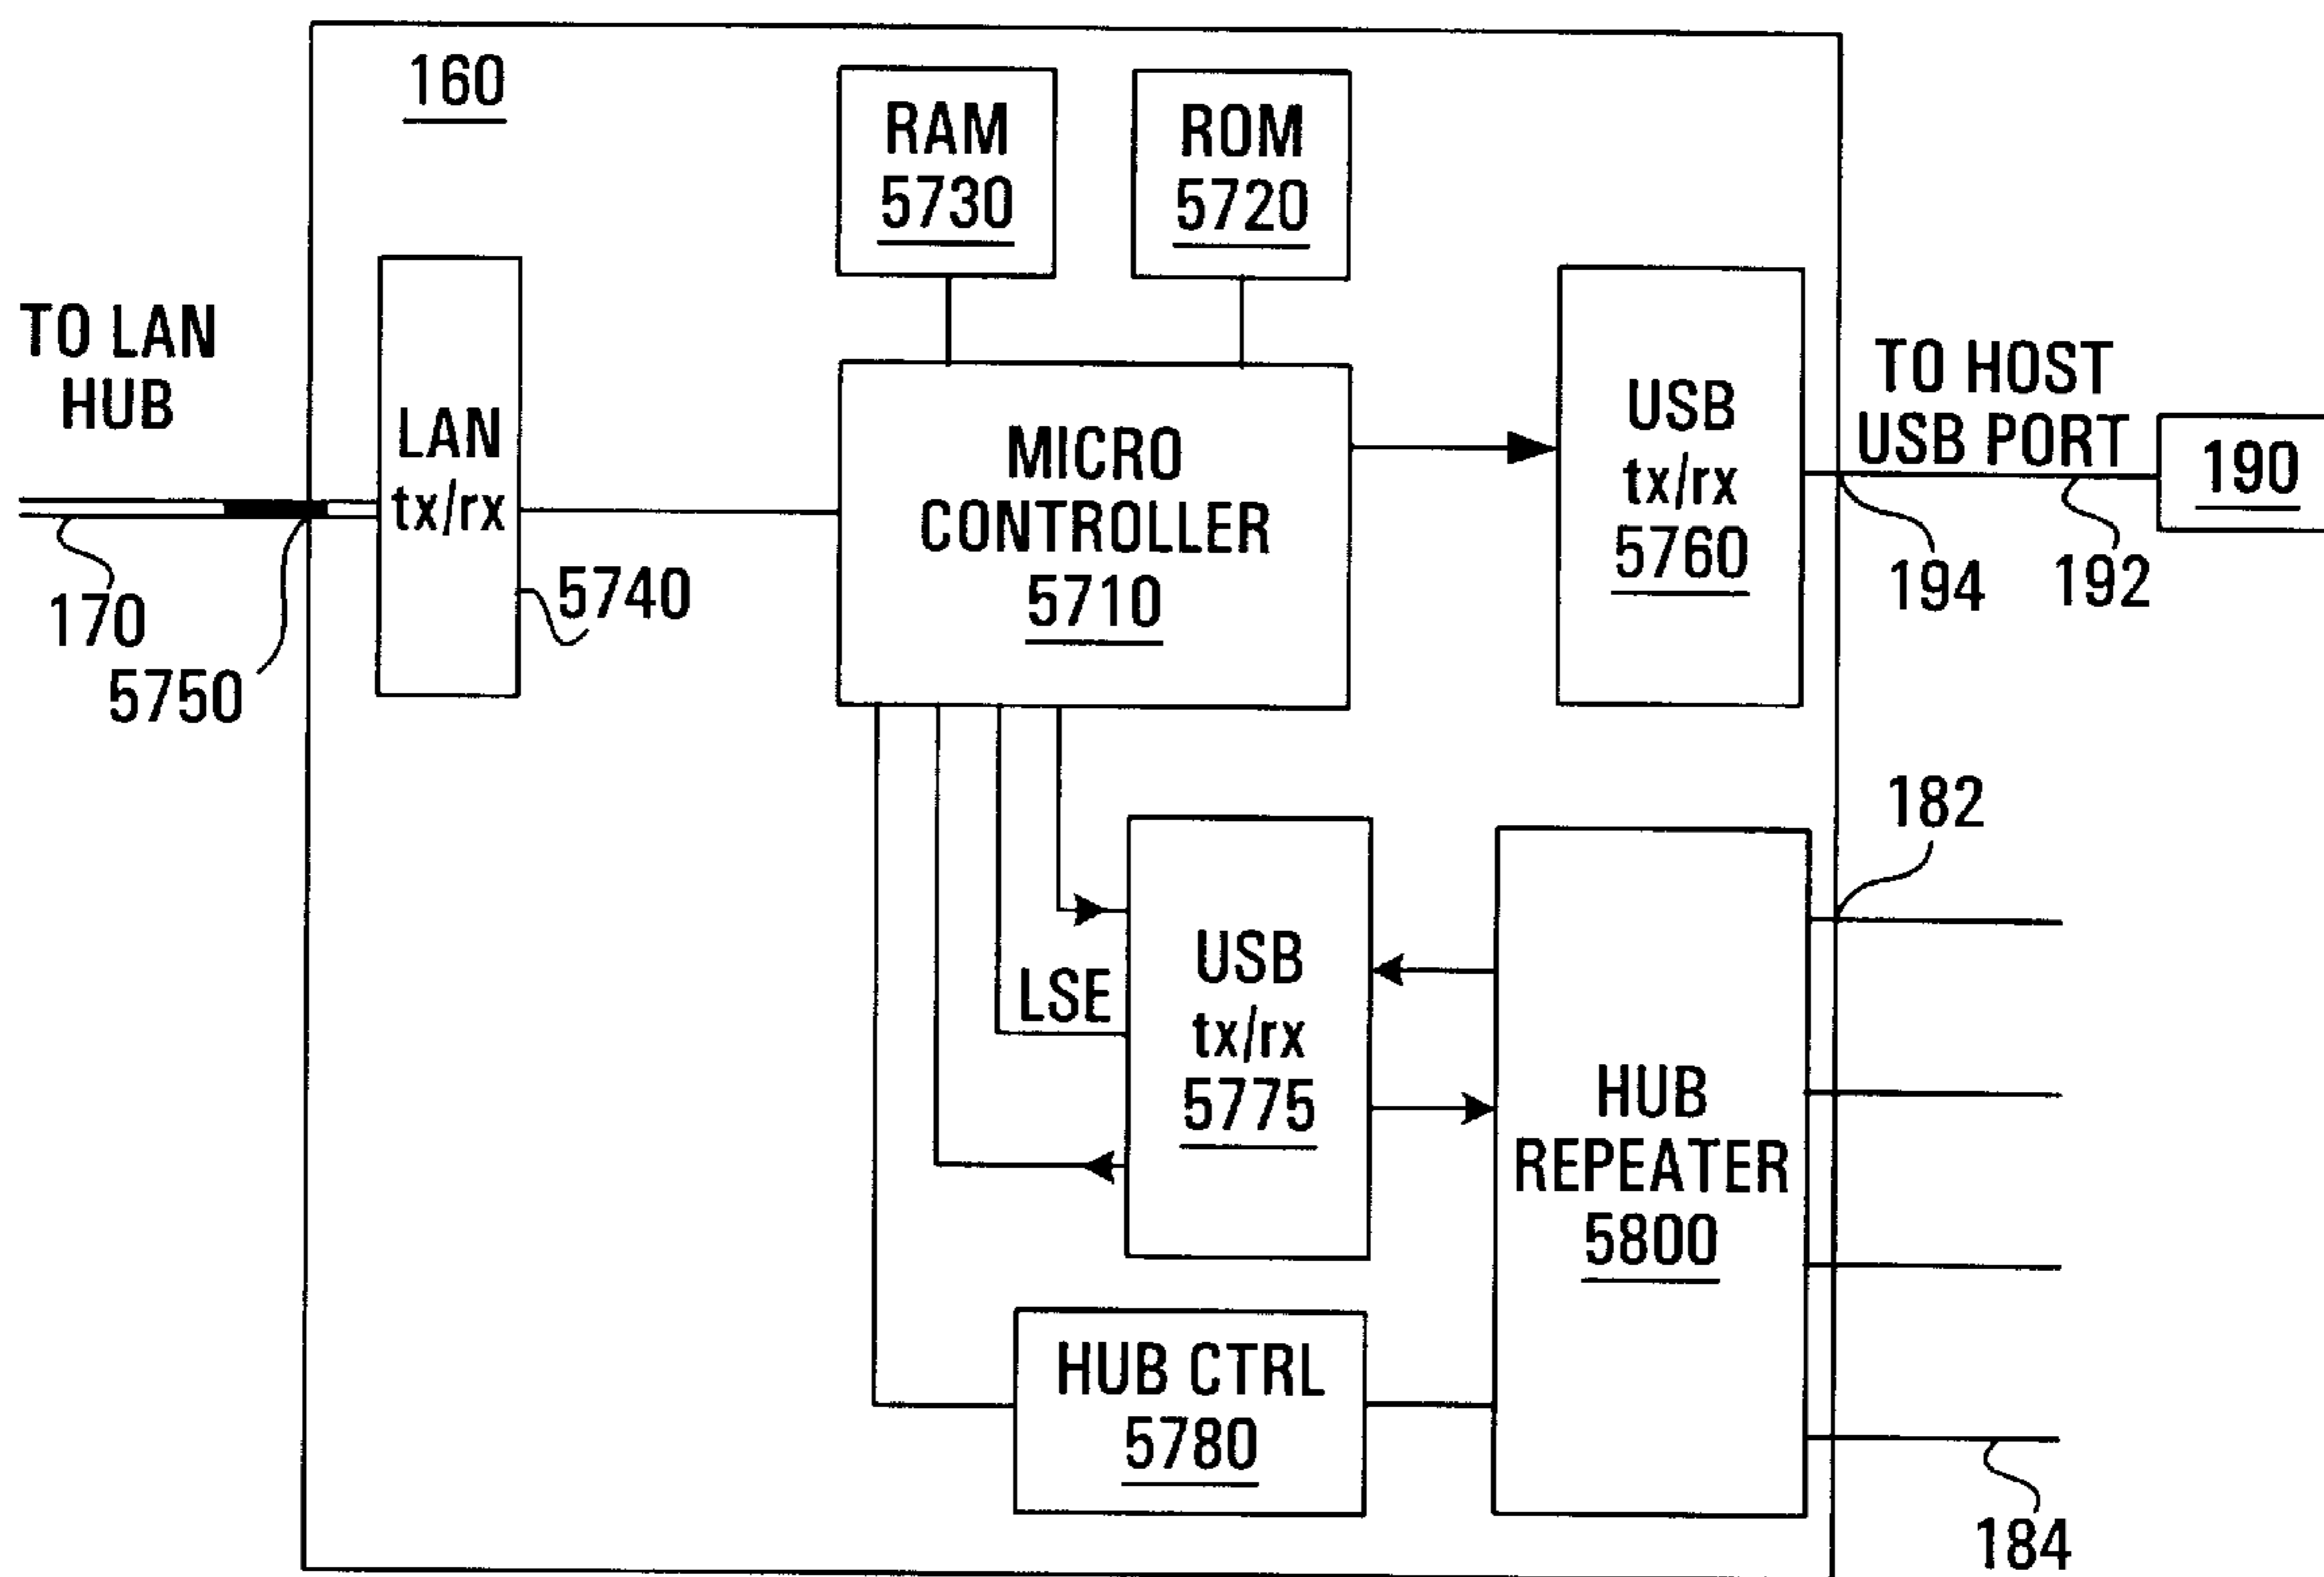 160
RAM
5730
ROM
5720
TO LAN
HUB
LAN
tx/rx
5740
170
5750
MICRO
CONTROLLER
5710
USB
tx/rx
5760
TO HOST
USB PORT
190
194
192
182
LSE
USB
tx/rx
5775
HUB
REPEATER
5800
HUB CTRL
5780
184